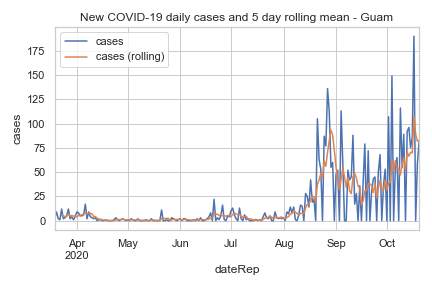 New COVID-19 daily cases and 5 day rolling mean - Guam
cases
cases (rolling)
175
150
125
100
75
50
25
0
cases
Apr
2020
May
Jun
Jul
Aug
Sep
Oct
dateRep